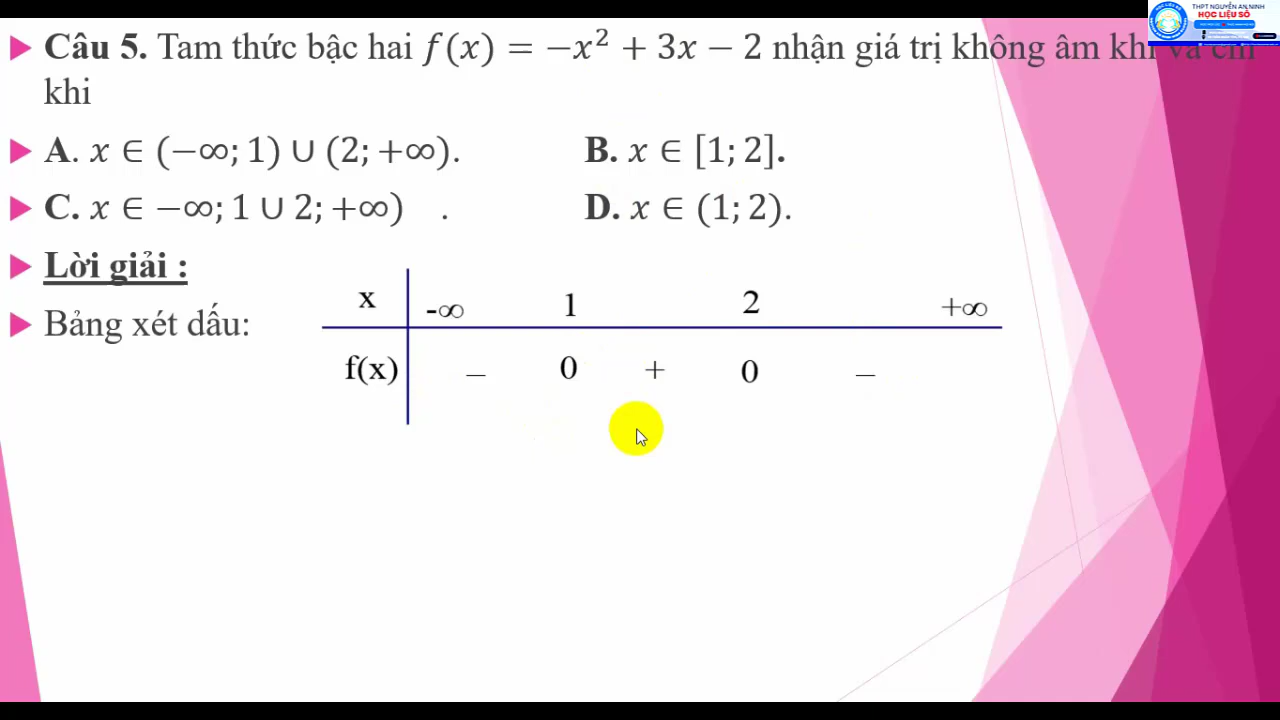 THPT NGUYỄN AN NINH
HỌC LIỆU SỐ
Câu 5. Tam thức bậc hai f(x) = −x² + 3x − 2 nhận giá trị không âm khi và chỉ
khi
A. x ∈ (−∞; 1) ∪ (2; +∞). B. x ∈ [1; 2].
C. x ∈ −∞; 1 ∪ 2; +∞) . D. x ∈ (1; 2).
Lời giải :
Bảng xét dấu:
x -∞ 1 2 +∞
f(x) − 0 + 0 −